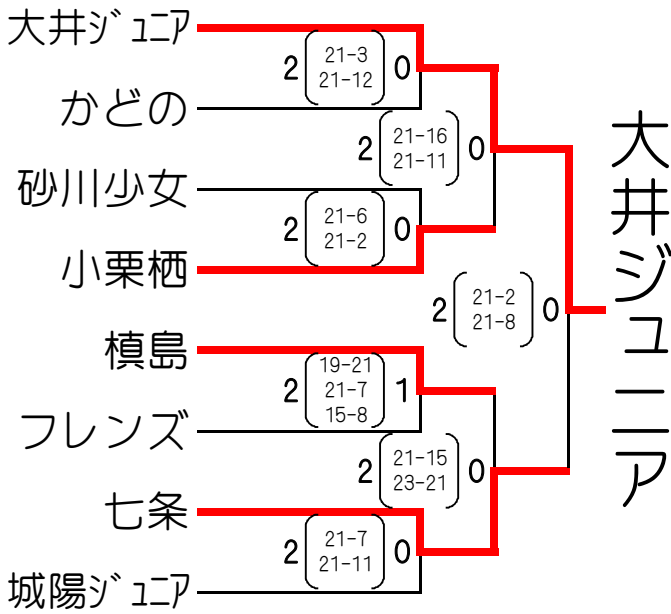 大井ジュニア
2 21-3 0
21-12
かどの
2 21-16 0
21-11
砂川少女
2 21-6 0
21-2
小栗栖
2 21-2 0
21-8
槙島
2 19-21 1
21-7
15-8
フレンズ
2 21-15 0
23-21
七条
2 21-7 0
21-11
城陽ジュニア
大井ジュニア